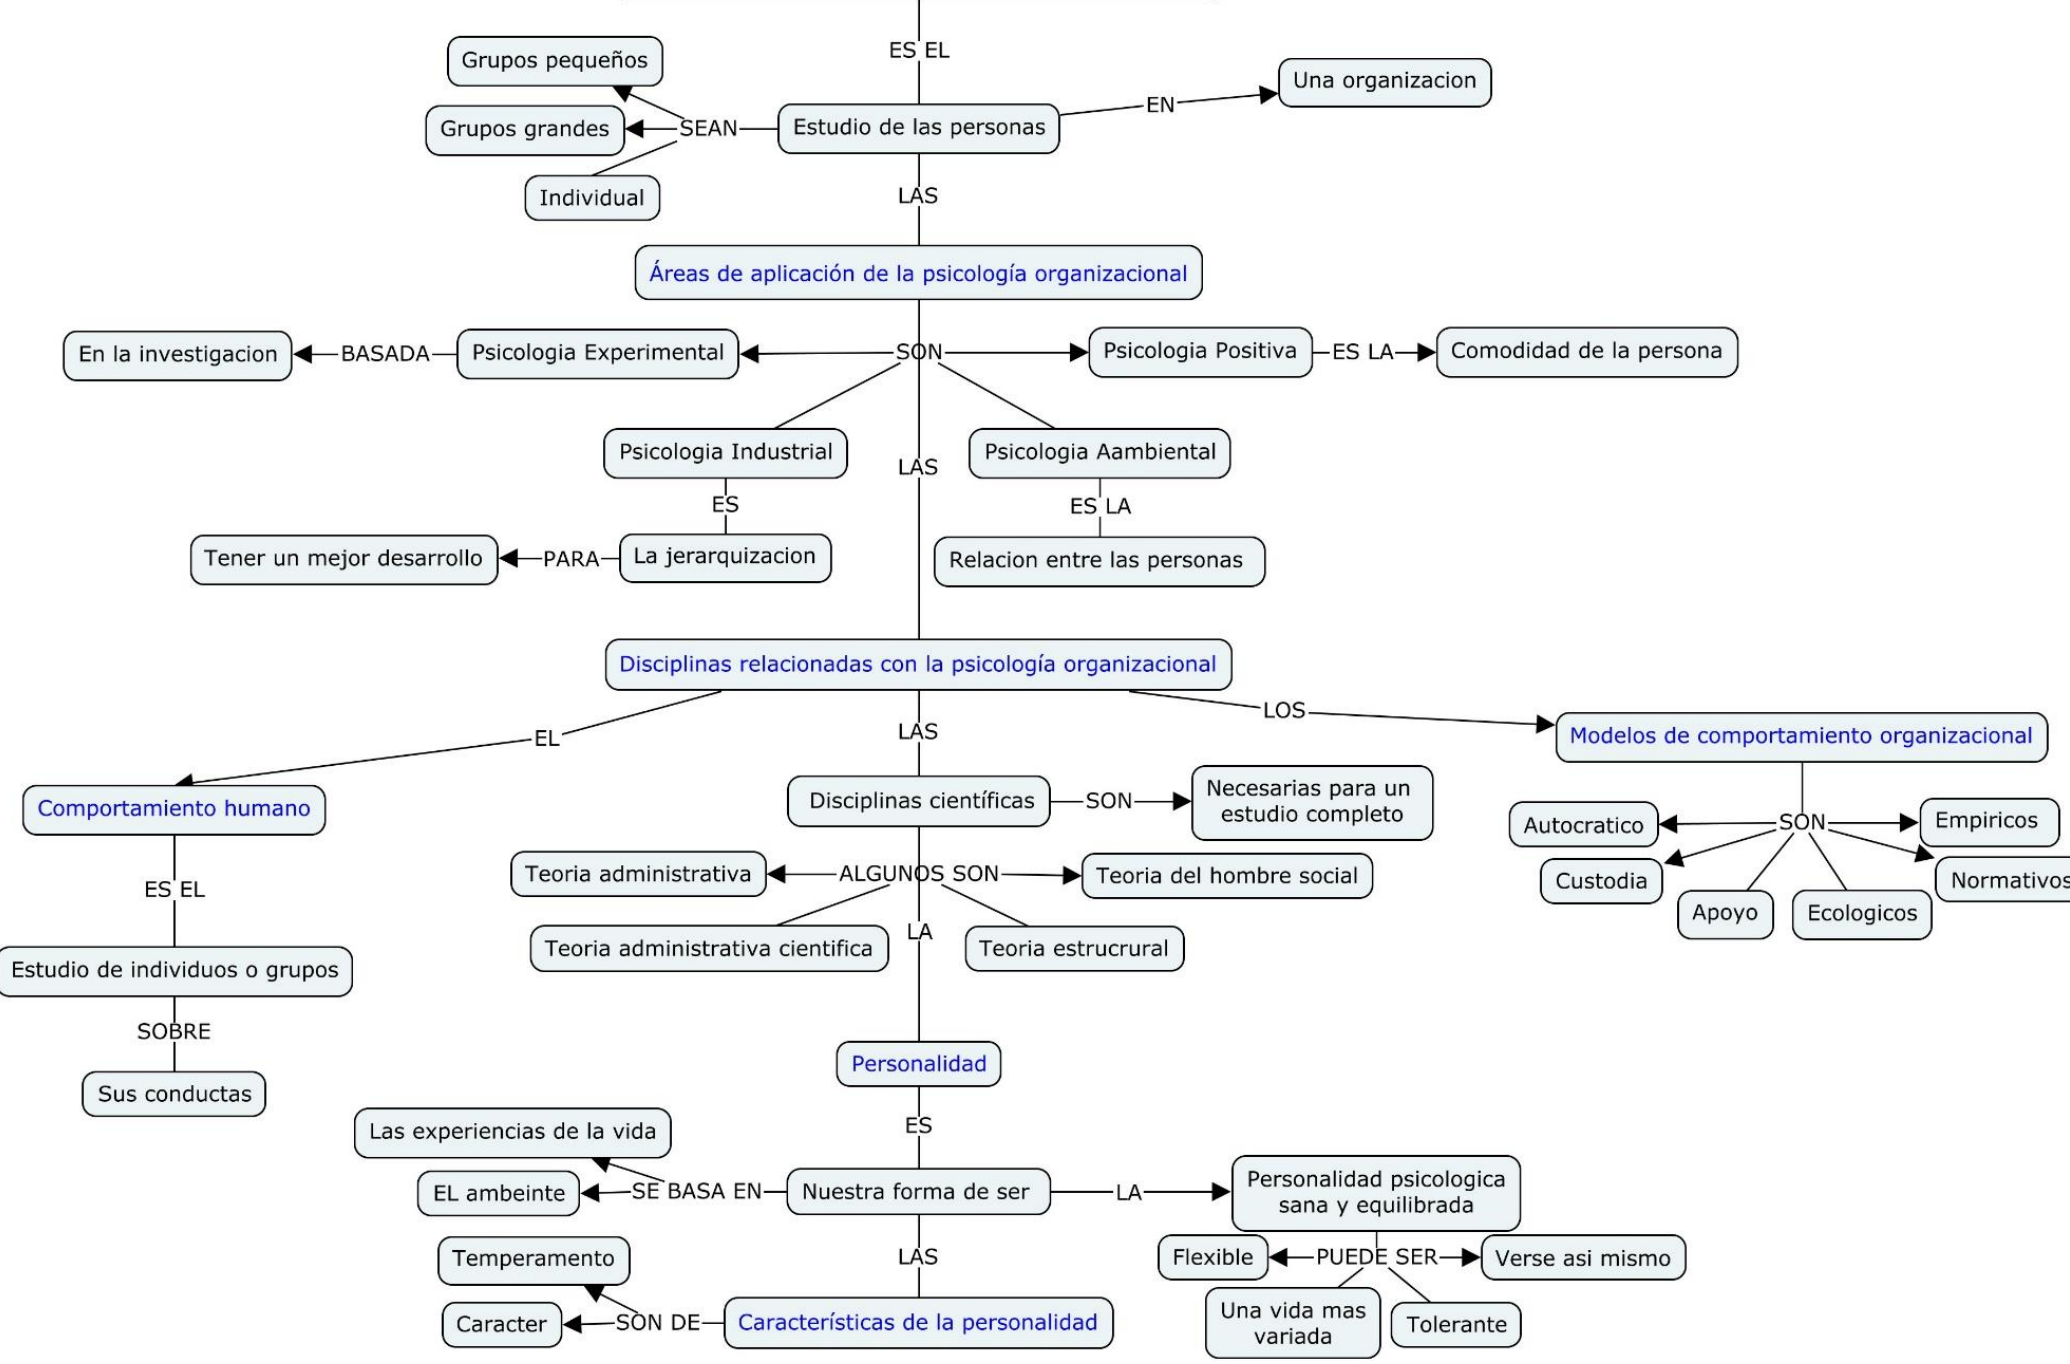 ES EL
Grupos pequeños
Una organizacion
EN
Grupos grandes
SEAN
Estudio de las personas
Individual
LAS
Áreas de aplicación de la psicología organizacional
En la investigacion
BASADA
Psicologia Experimental
SON
Psicologia Positiva
ES LA
Comodidad de la persona
Psicologia Industrial
LAS
Psicologia Aambiental
ES
ES LA
Tener un mejor desarrollo
PARA
La jerarquizacion
Relacion entre las personas
Disciplinas relacionadas con la psicología organizacional
EL
LAS
LOS
Modelos de comportamiento organizacional
Comportamiento humano
Disciplinas científicas
SON
Necesarias para un
estudio completo
Autocratico
SON
Empiricos
Custodia
Normativos
Apoyo
Ecologicos
ES EL
Teoria administrativa
ALGUNOS SON
Teoria del hombre social
Teoria administrativa cientifica
LA
Teoria estrucrural
Estudio de individuos o grupos
SOBRE
Sus conductas
Personalidad
ES
Las experiencias de la vida
EL ambeinte
SE BASA EN
Nuestra forma de ser
LA
Personalidad psicologica
sana y equilibrada
Temperamento
LAS
Flexible
PUEDE SER
Verse asi mismo
Caracter
SON DE
Características de la personalidad
Una vida mas
variada
Tolerante